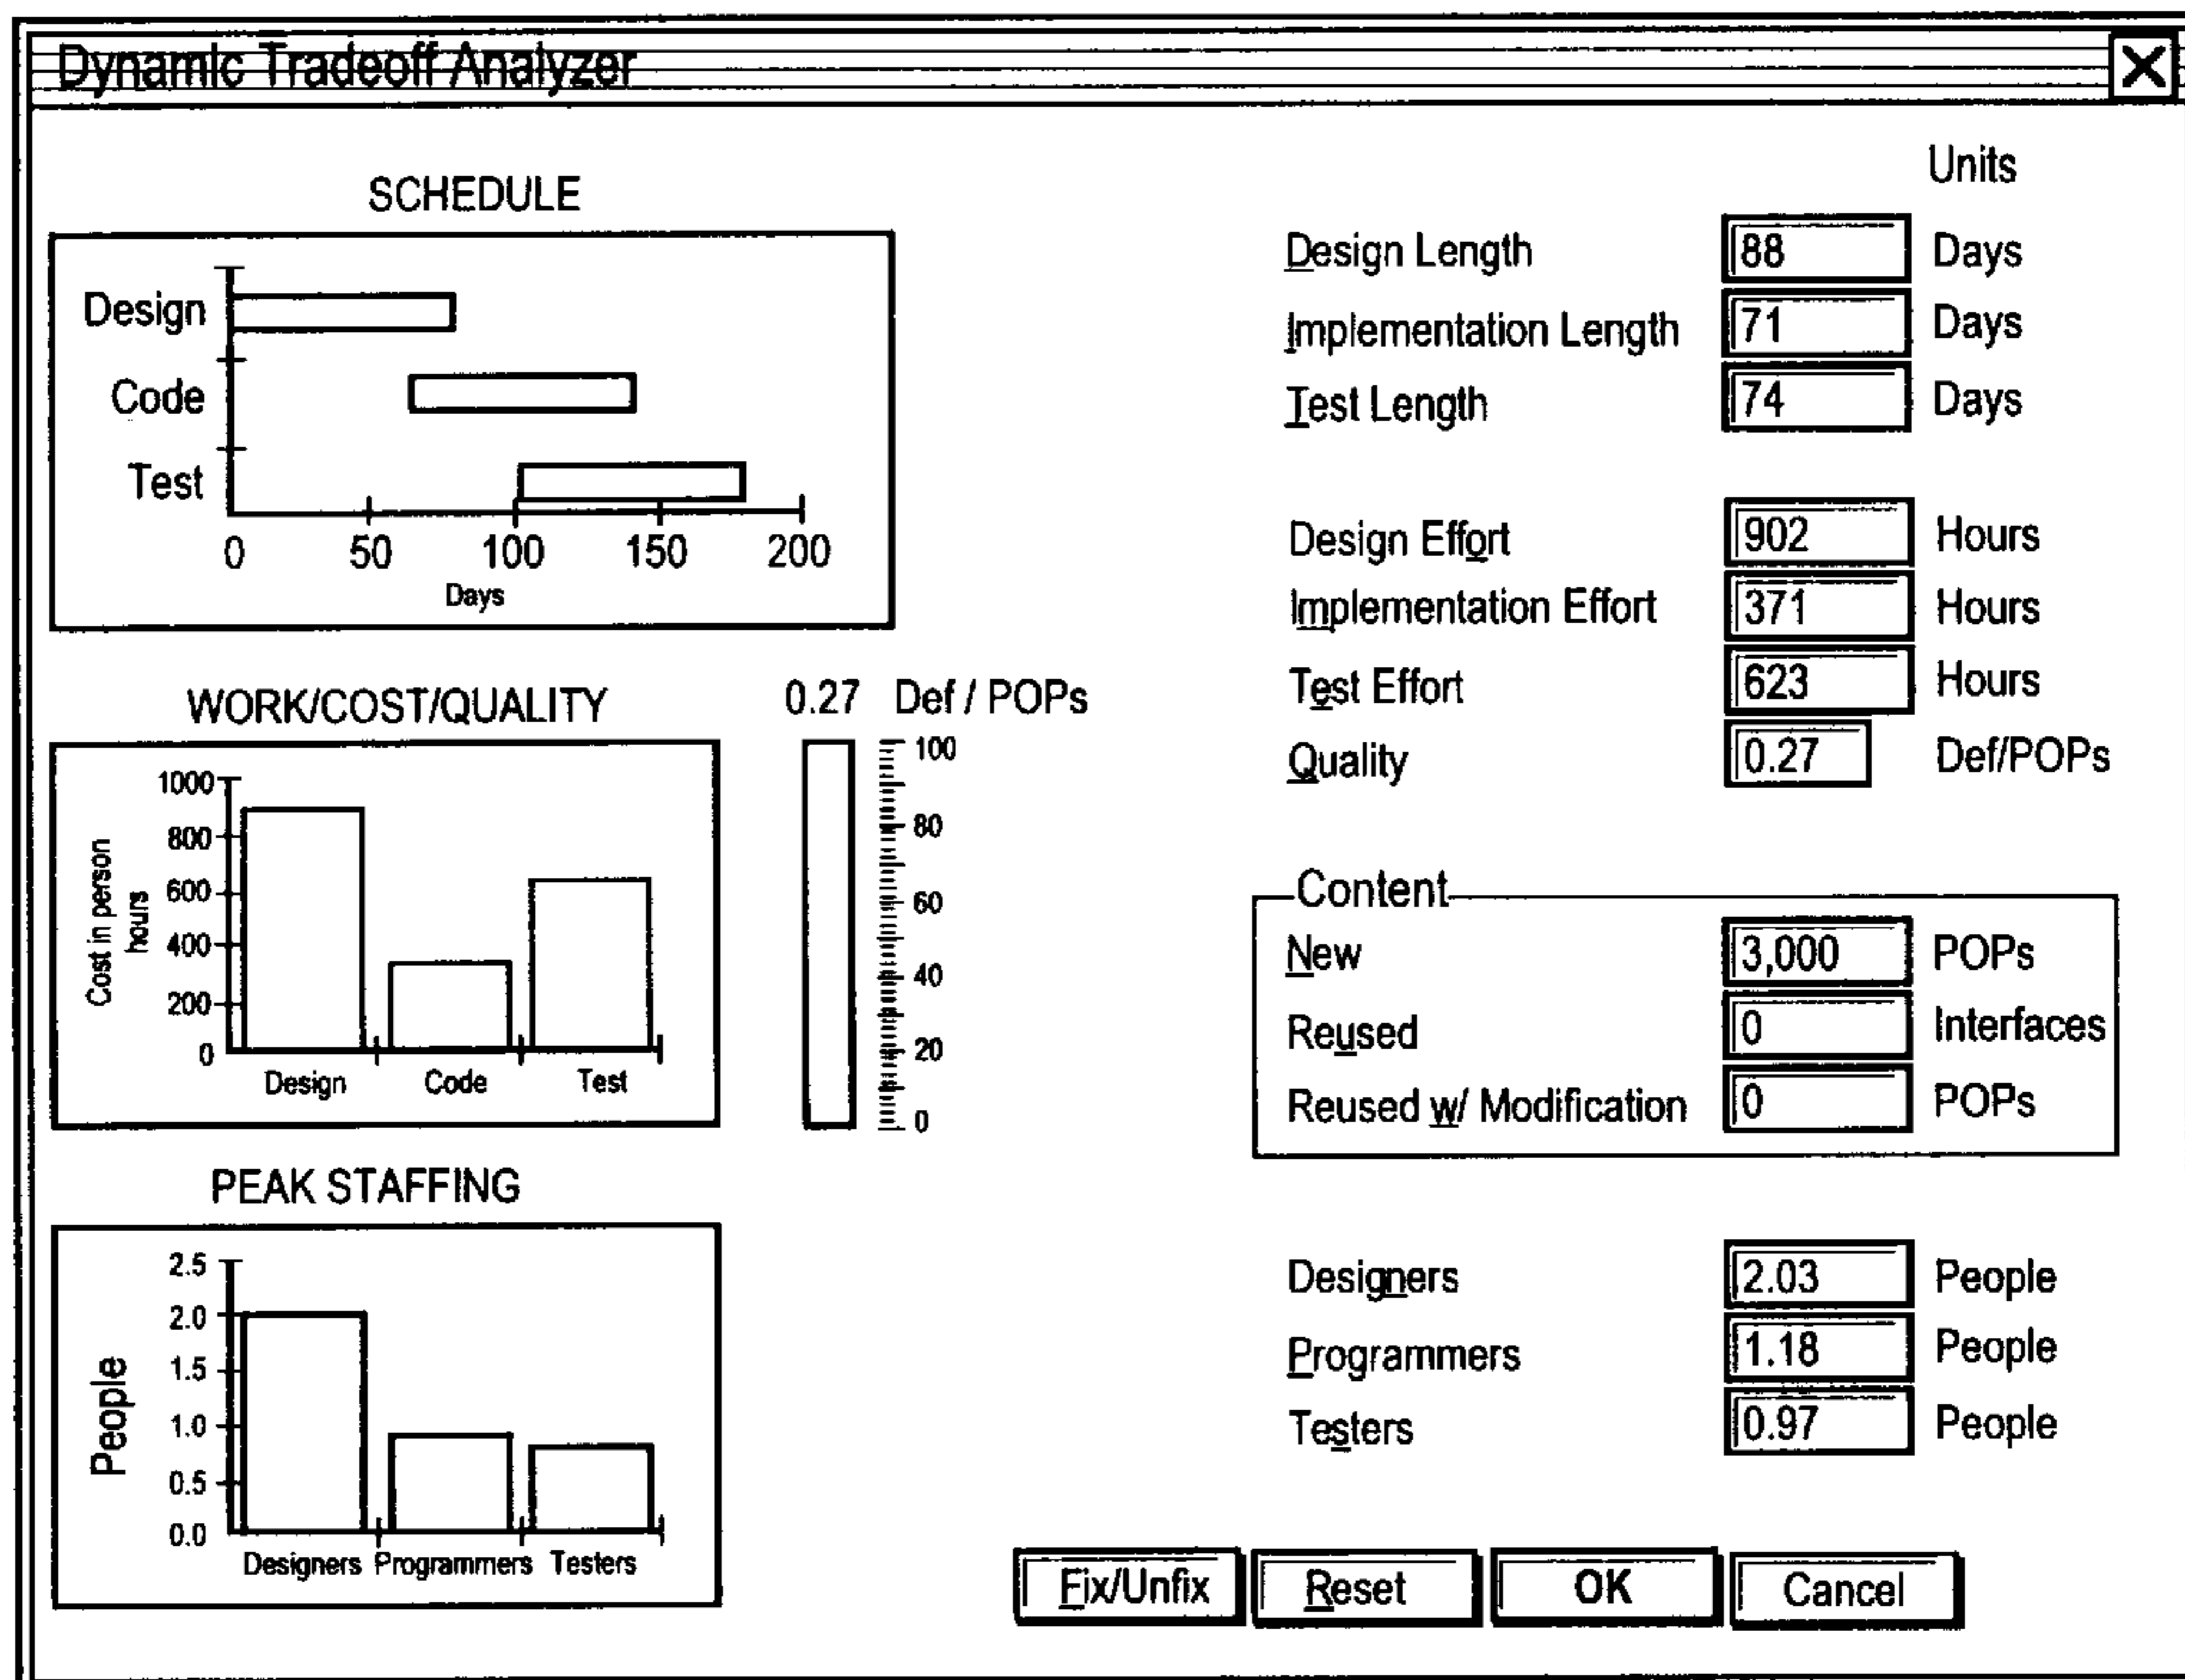 Dynamic Tradeoff Analyzer
SCHEDULE
Design
Code
Test
0 50 100 150 200
Days
WORK/COST/QUALITY
Cost in person
hours
1000
800
600
400
200
0
Design Code Test
0.27 Def / POPs
100
80
60
40
20
0
PEAK STAFFING
People
2.5
2.0
1.5
1.0
0.5
0.0
Designers Programmers Testers
Units
Design Length 88 Days
Implementation Length 71 Days
Test Length 74 Days
Design Effort 902 Hours
Implementation Effort 371 Hours
Test Effort 623 Hours
Quality 0.27 Def/POPs
Content
New 3,000 POPs
Reused 0 Interfaces
Reused w/ Modification 0 POPs
Designers 2.03 People
Programmers 1.18 People
Testers 0.97 People
Fix/Unfix Reset OK Cancel